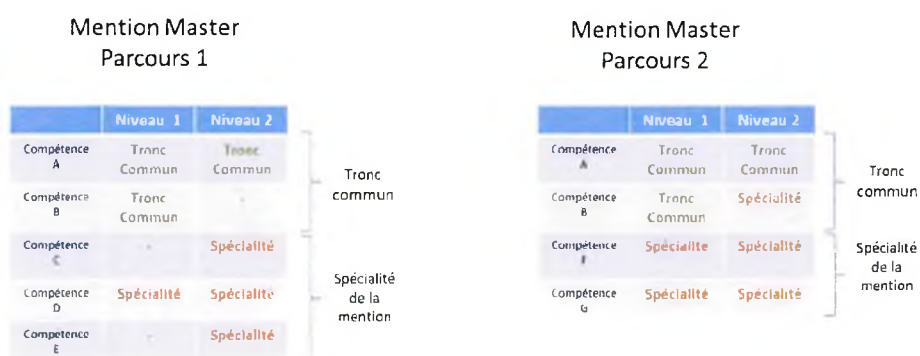 Mention Master
Parcours 1
Niveau 1 Niveau 2
Compétence
A
Tronc
Commun
Tronc
Commun
Compétence
B
Tronc
Commun
-
Compétence
C
-
Spécialité
Compétence
D
Spécialité
Spécialité
Compétence
E
-
Spécialité
Tronc
commun
Spécialité
de la
mention
Mention Master
Parcours 2
Niveau 1 Niveau 2
Compétence
A
Tronc
Commun
Tronc
Commun
Compétence
B
Tronc
Commun
Spécialité
Compétence
F
Spécialité
Spécialité
Compétence
G
Spécialité
Spécialité
Tronc
commun
Spécialité
de la
mention